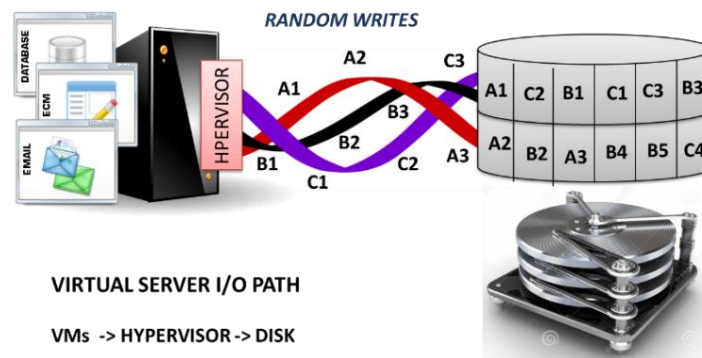 RANDOM WRITES
DATABASE
ECM
EMAIL
HPERVISOR
A1
A2
C3
B1
B2
B3
C1
C2
A3
A1 C2 B1 C1 C3 B3
A2 B2 A3 B4 B5 C4
VIRTUAL SERVER I/O PATH
VMs -> HYPERVISOR -> DISK